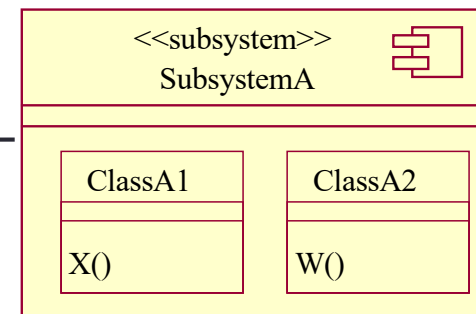 <<subsystem>>
SubsystemA
ClassA1
ClassA2
X()
W()